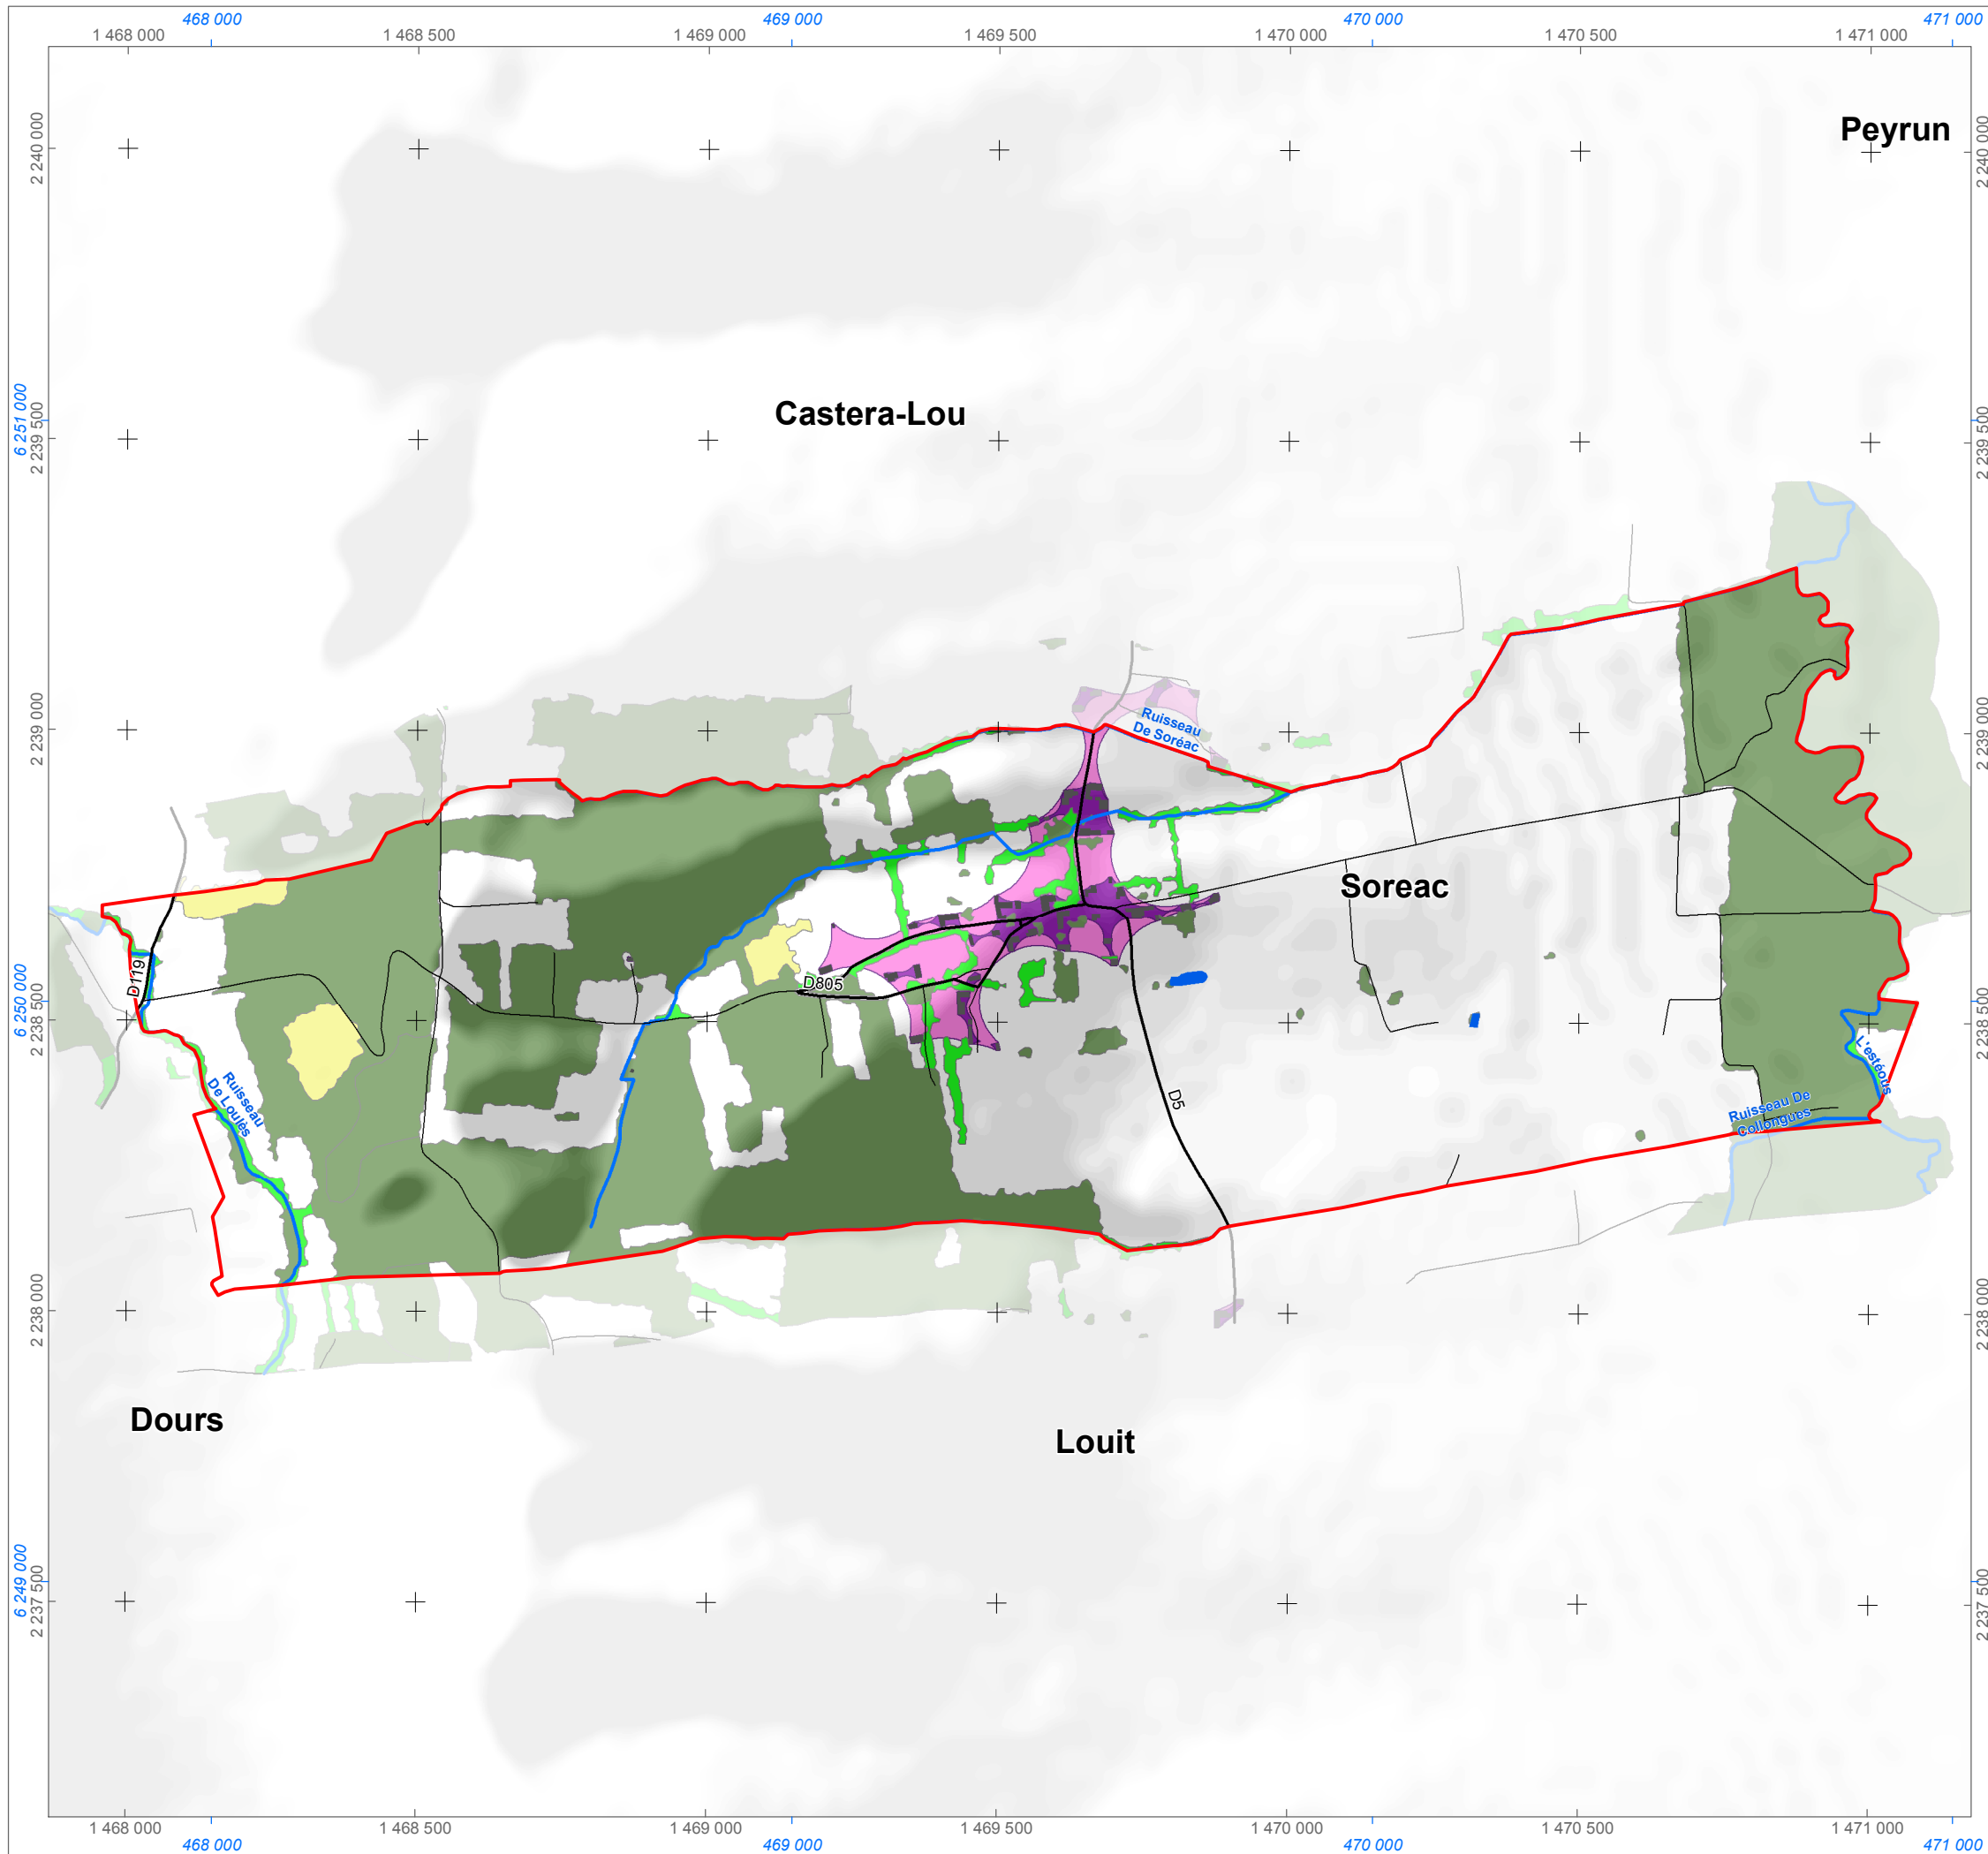 468 000 469 000 470 000 471 000
1 468 000 1 468 500 1 469 000 1 469 500 1 470 000 1 470 500 1 471 000
Peyrun
2 240 000 2 240 000
Castera-Lou
6 251 000
2 239 500 2 239 500
2 239 000 2 239 000
Ruisseau
De Soréac
Soreac
D119
D805
6 250 000
2 238 500 2 238 500
L'estéous
D5
Ruisseau
De Loulès
Ruisseau De
Collongues
2 238 000 2 238 000
Dours
Louit
6 249 000
2 237 500 2 237 500
1 468 000 1 468 500 1 469 000 1 469 500 1 470 000 1 470 500 1 471 000
468 000 469 000 470 000 471 000